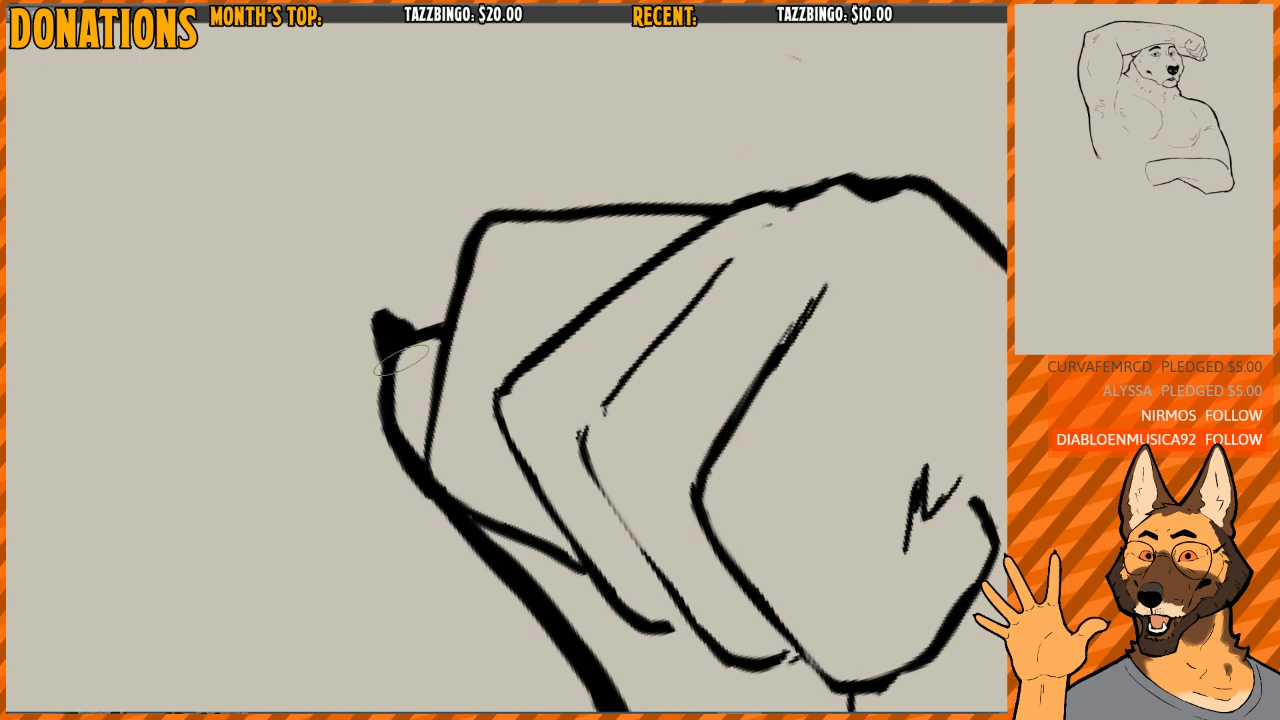 DONATIONS
MONTH'S TOP: TAZZBINGO: $20.00 RECENT: TAZZBINGO: $10.00
CURVAFEMRCD PLEDGED $5.00
ALYSSA PLEDGED $5.00
NIRMOS FOLLOW
DIABLOENMUSICA92 FOLLOW